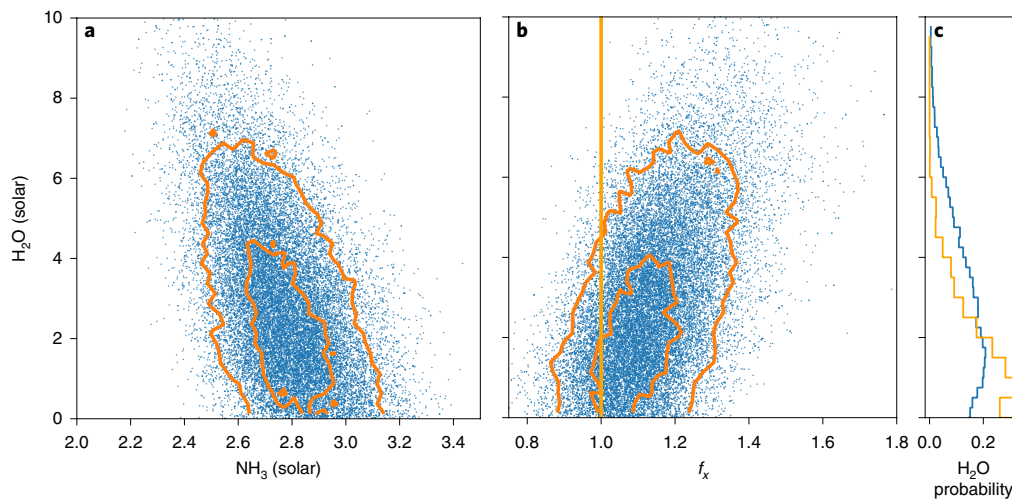 a
b
c
10
8
6
4
2
0
H₂O (solar)
2.0 2.2 2.4 2.6 2.8 3.0 3.2 3.4
NH₃ (solar)
0.8 1.0 1.2 1.4 1.6 1.8
fₓ
0.0 0.2
H₂O
probability